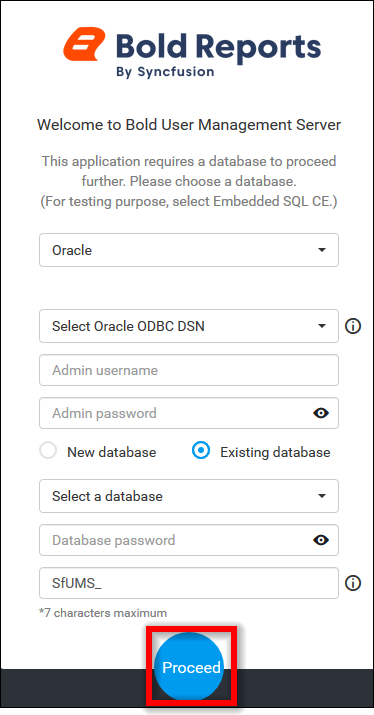 Bold Reports
By Syncfusion
Welcome to Bold User Management Server
This application requires a database to proceed
further. Please choose a database.
(For testing purpose, select Embedded SQL CE.)
Oracle
Select Oracle ODBC DSN
Admin username
Admin password
New database
Existing database
Select a database
Database password
SfUMS_
*7 characters maximum
Proceed